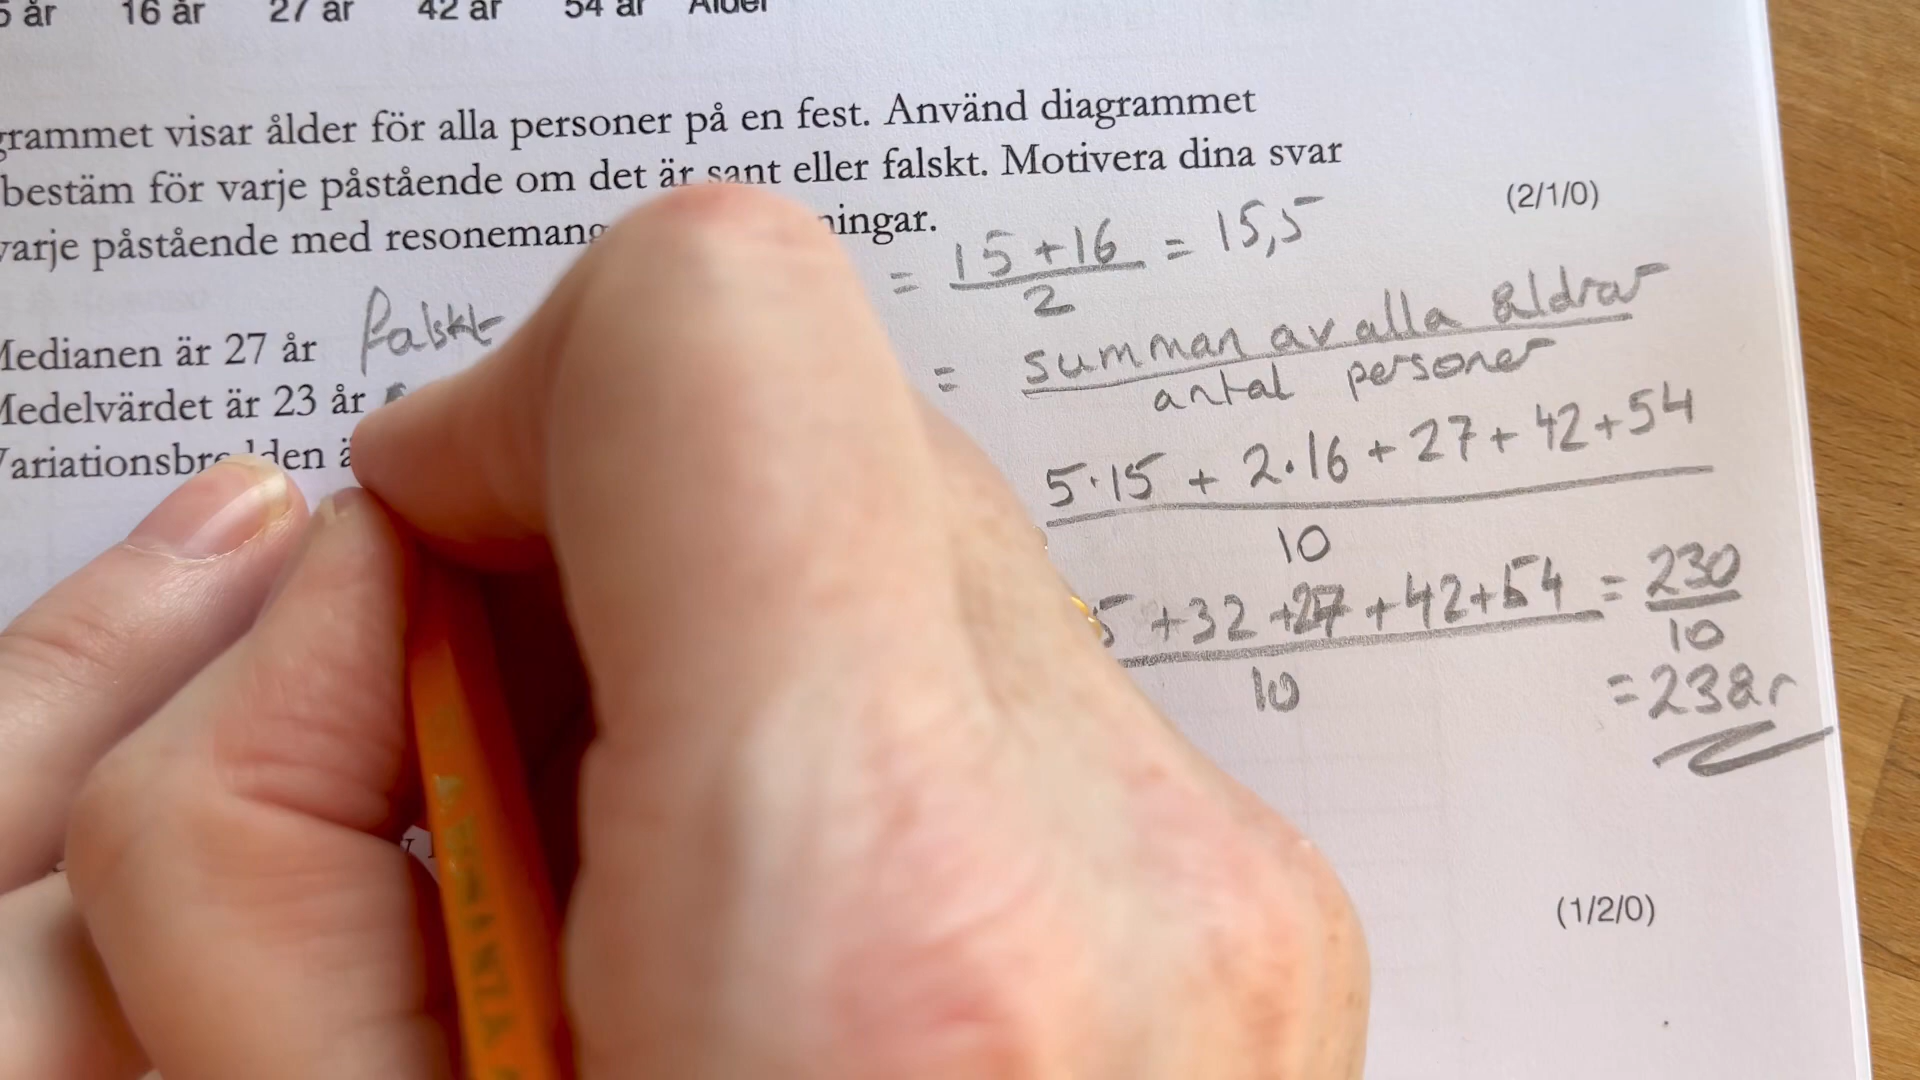 5 år 16 år 27 år 42 år 54 år Ålder
grammet visar ålder för alla personer på en fest. Använd diagrammet
bestäm för varje påstående om det är sant eller falskt. Motivera dina svar
varje påstående med resonemang ningar.
(2/1/0)
= 15+16 / 2 = 15,5
Medianen är 27 år falskt
= summan av alla åldrar
antal personer
Medelvärdet är 23 år
5·15 + 2·16 + 27 + 42 + 54
10
5 + 32 + 27 + 42 + 54 = 230
10 10
= 23 år
(1/2/0)